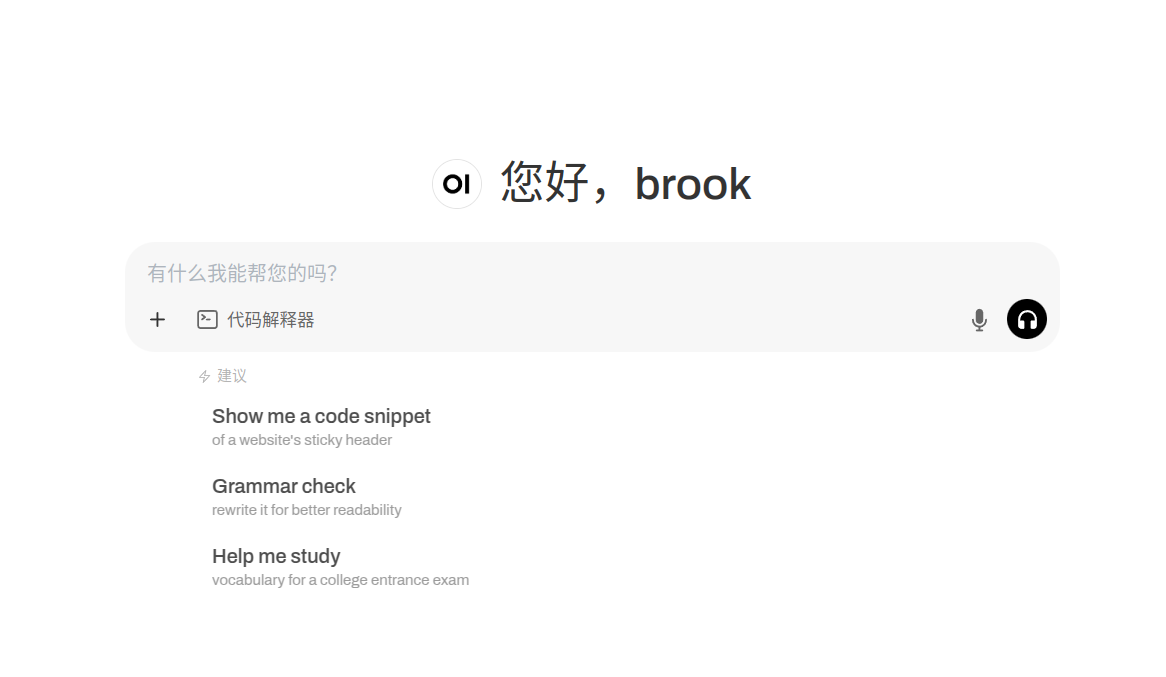 OI 您好，brook
有什么我能帮您的吗？
代码解释器
建议
Show me a code snippet
of a website's sticky header
Grammar check
rewrite it for better readability
Help me study
vocabulary for a college entrance exam